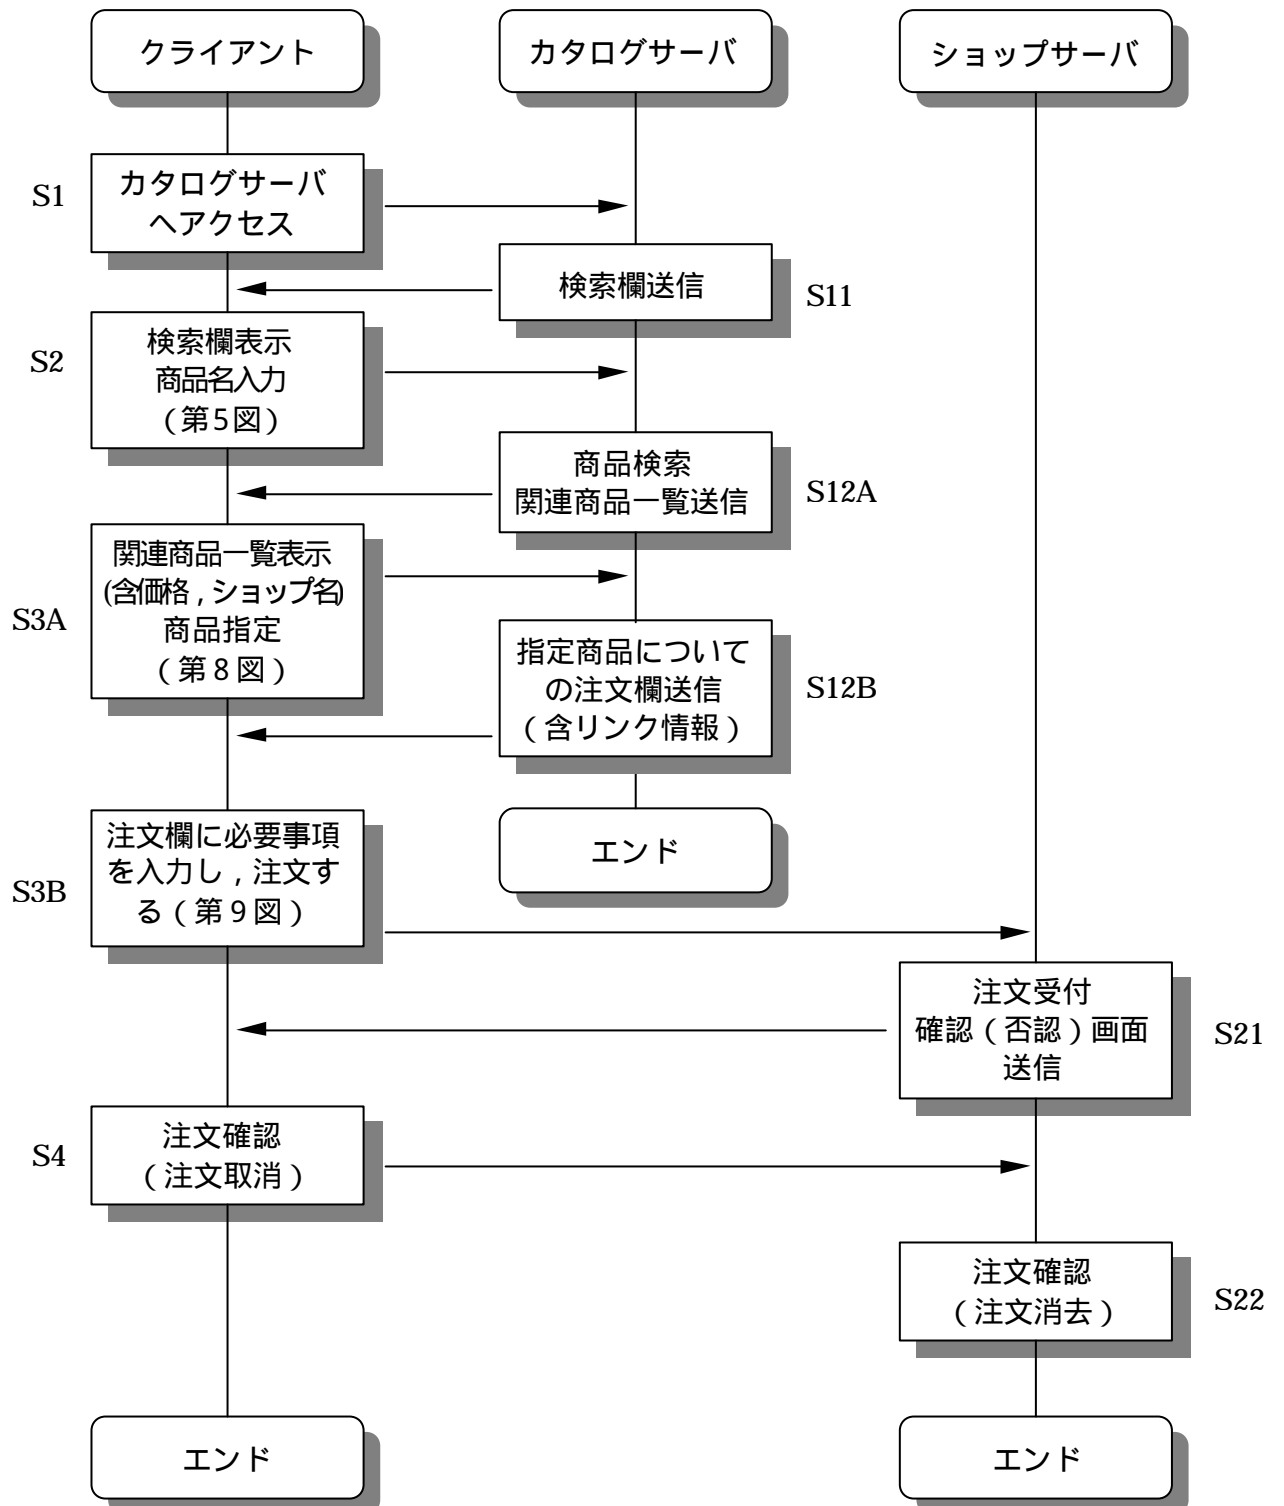 クライアント
カタログサーバ
ショップサーバ
S1
カタログサーバ
へアクセス
検索欄送信
S11
S2
検索欄表示
商品名入力
(第5図)
商品検索
関連商品一覧送信
S12A
S3A
関連商品一覧表示
(含価格,ショップ名)
商品指定
(第8図)
指定商品について
の注文欄送信
(含リンク情報)
S12B
エンド
S3B
注文欄に必要事項
を入力し,注文す
る(第9図)
注文受付
確認(否認)画面
送信
S21
S4
注文確認
(注文取消)
注文確認
(注文消去)
S22
エンド
エンド